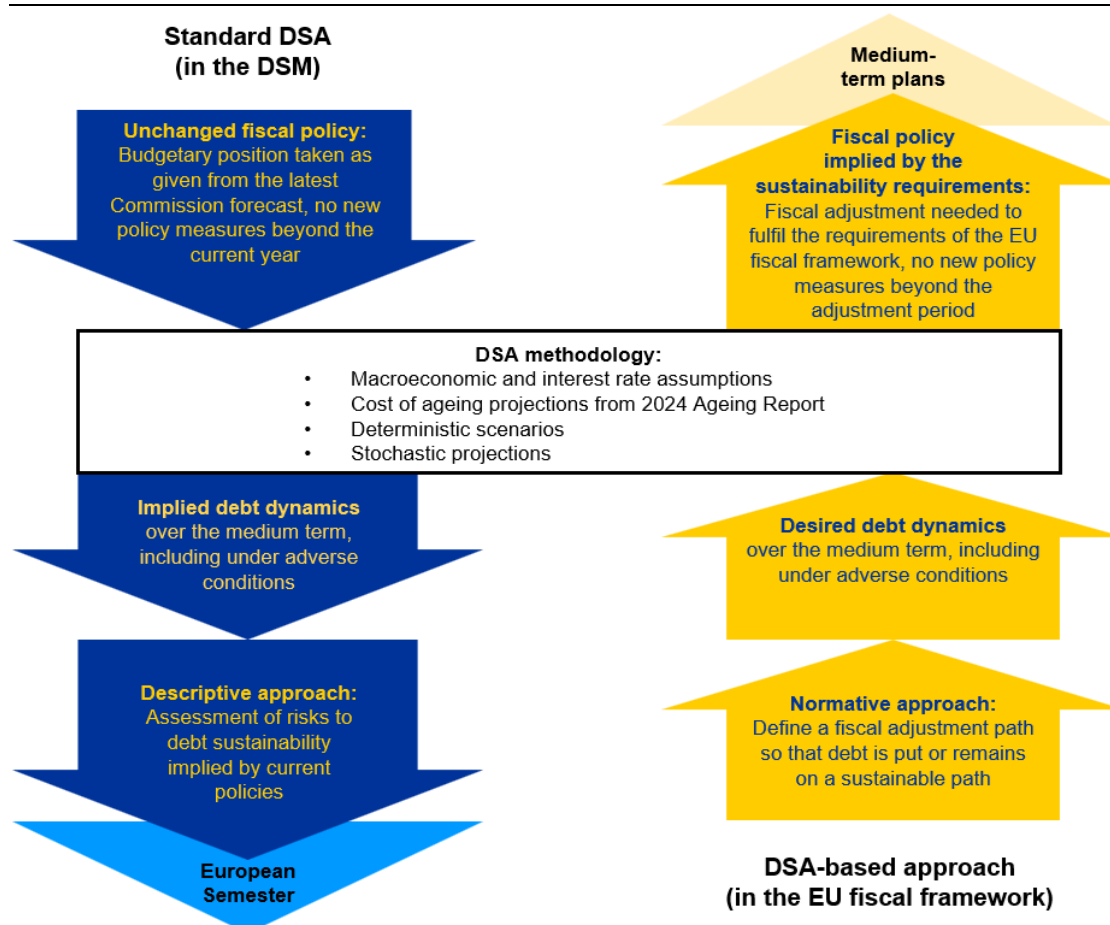 Standard DSA
(in the DSM)
Unchanged fiscal policy:
Budgetary position taken as
given from the latest
Commission forecast, no new
policy measures beyond the
current year
Medium-
term plans
Fiscal policy
implied by the
sustainability requirements:
Fiscal adjustment needed to
fulfil the requirements of the EU
fiscal framework, no new policy
measures beyond the
adjustment period
DSA methodology:
• Macroeconomic and interest rate assumptions
• Cost of ageing projections from 2024 Ageing Report
• Deterministic scenarios
• Stochastic projections
Implied debt dynamics
over the medium term,
including under adverse
conditions
Desired debt dynamics
over the medium term, including
under adverse conditions
Descriptive approach:
Assessment of risks to
debt sustainability
implied by current
policies
Normative approach:
Define a fiscal adjustment path
so that debt is put or remains
on a sustainable path
European
Semester
DSA-based approach
(in the EU fiscal framework)